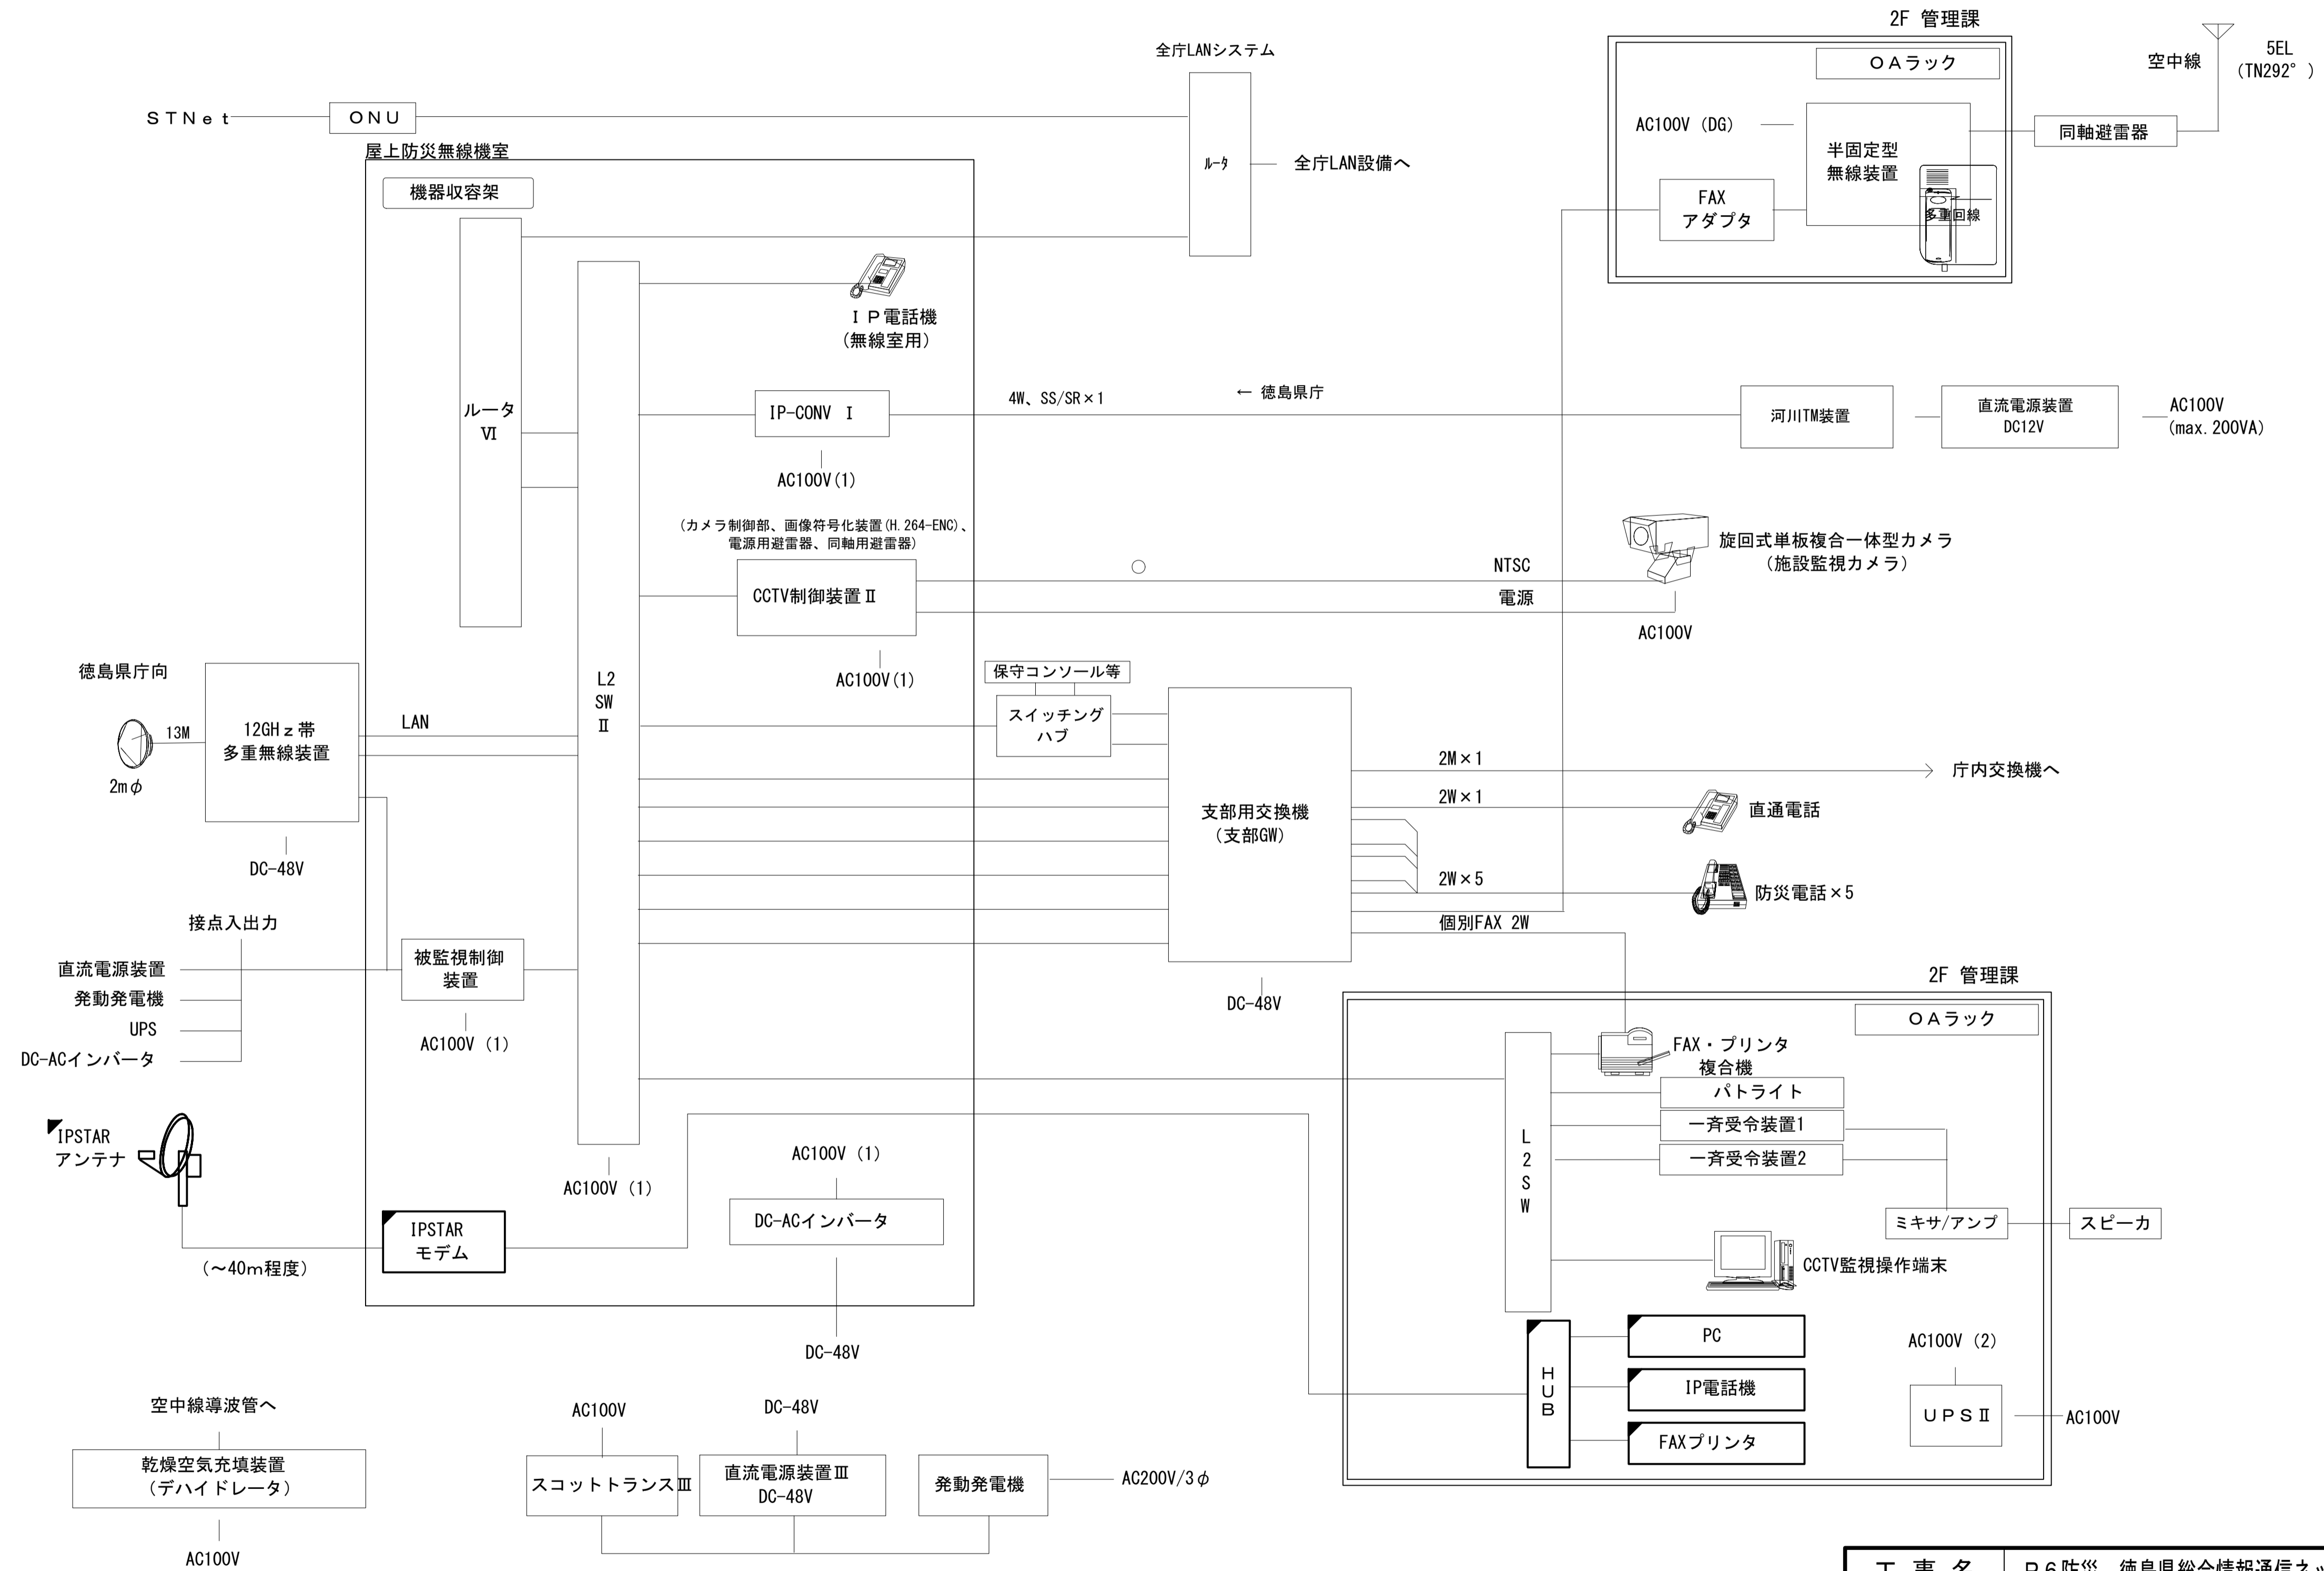 2F 管理課
OAラック
空中線
5EL
(TN292°)
AC100V (DG)
半固定型
無線装置
多重回線
FAX
アダプタ
同軸避雷器
全庁LANシステム
ルータ
全庁LAN設備へ
STNet
ONU
屋上防災無線機室
機器収容架
ルータ
Ⅵ
IP電話機
(無線室用)
IP-CONV Ⅰ
AC100V(1)
4W、SS/SR×1
← 徳島県庁
河川TM装置
直流電源装置
DC12V
AC100V
(max.200VA)
(カメラ制御部、画像符号化装置(H.264-ENC)、
電源用避雷器、同軸用避雷器)
CCTV制御装置Ⅱ
AC100V(1)
NTSC
電源
旋回式単板複合一体型カメラ
(施設監視カメラ)
AC100V
徳島県庁向
13M
2mφ
12GHz帯
多重無線装置
DC-48V
LAN
L2
SW
Ⅱ
保守コンソール等
スイッチング
ハブ
支部用交換機
(支部GW)
DC-48V
2M×1
庁内交換機へ
2W×1
直通電話
2W×5
防災電話×5
個別FAX 2W
接点入出力
直流電源装置
発動発電機
UPS
DC-ACインバータ
被監視制御
装置
AC100V (1)
IPSTAR
アンテナ
(~40m程度)
IPSTAR
モデム
AC100V (1)
AC100V (1)
DC-ACインバータ
DC-48V
2F 管理課
OAラック
L
2
S
W
FAX・プリンタ
複合機
パトライト
一斉受令装置1
一斉受令装置2
ミキサ/アンプ
スピーカ
CCTV監視操作端末
H
U
B
PC
IP電話機
FAXプリンタ
AC100V (2)
UPSⅡ
AC100V
空中線導波管へ
乾燥空気充填装置
(デハイドレータ)
AC100V
AC100V
スコットトランスⅢ
DC-48V
直流電源装置Ⅲ
DC-48V
発動発電機
AC200V/3φ
工事名
R6防災 徳島県総合情報通信ネッ